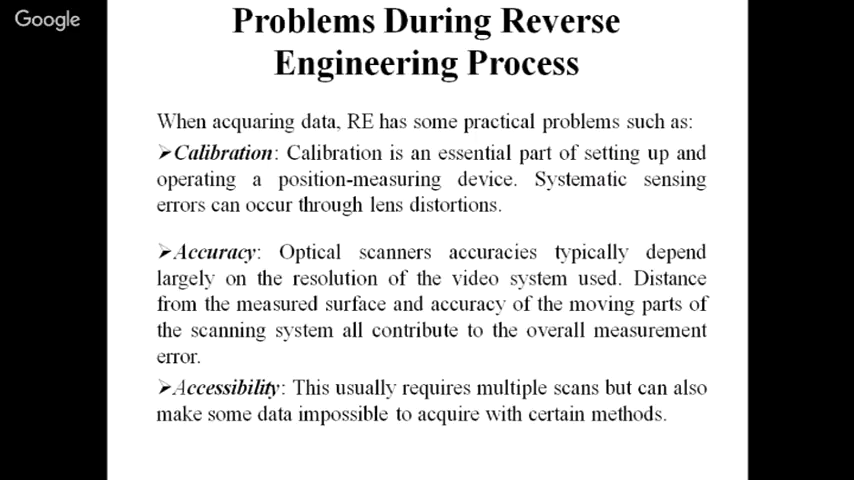 Google
Problems During Reverse
Engineering Process
When acquaring data, RE has some practical problems such as:
➢Calibration: Calibration is an essential part of setting up and
operating a position-measuring device. Systematic sensing
errors can occur through lens distortions.
➢Accuracy: Optical scanners accuracies typically depend
largely on the resolution of the video system used. Distance
from the measured surface and accuracy of the moving parts of
the scanning system all contribute to the overall measurement
error.
➢Accessibility: This usually requires multiple scans but can also
make some data impossible to acquire with certain methods.